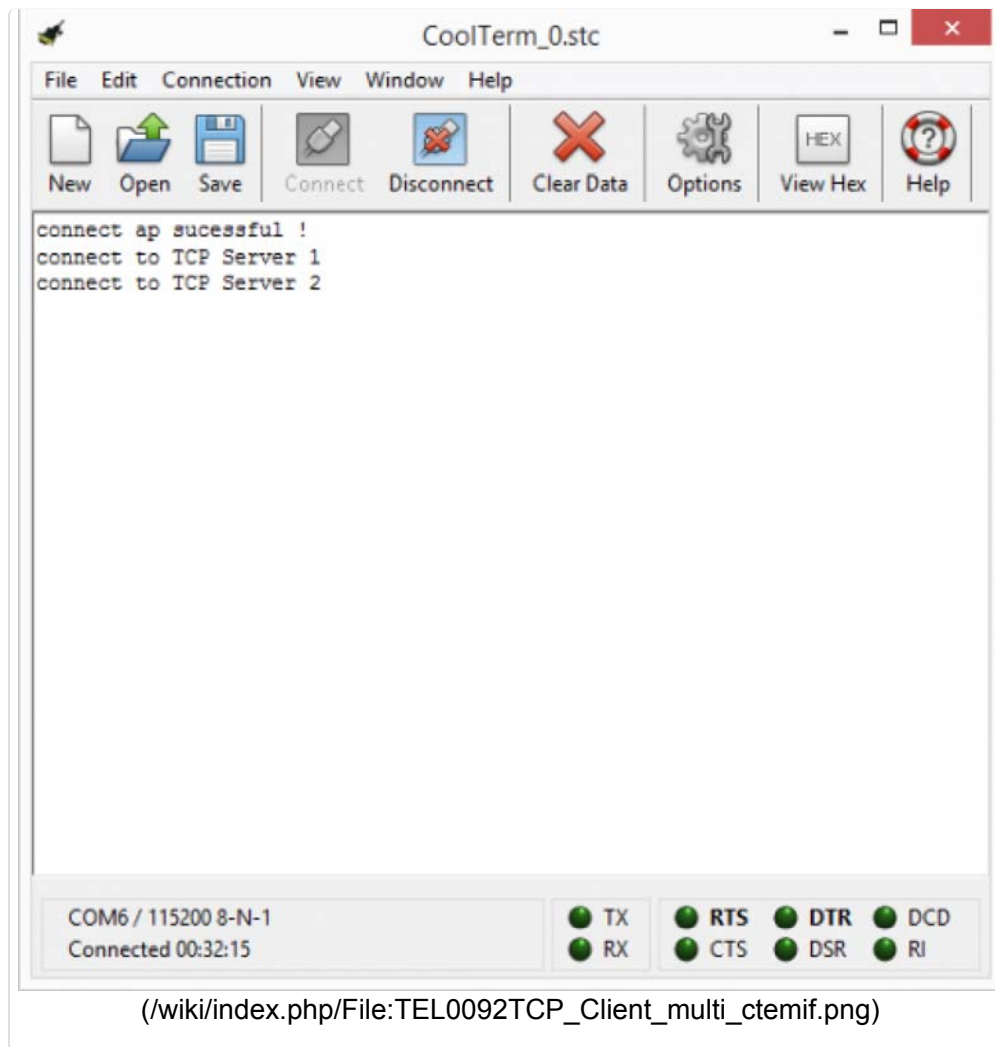 CoolTerm_0.stc
File Edit Connection View Window Help
HEX
New Open Save Connect Disconnect Clear Data Options View Hex Help
connect ap sucessful !
connect to TCP Server 1
connect to TCP Server 2
COM6 / 115200 8-N-1 TX RTS DTR DCD
Connected 00:32:15 RX CTS DSR RI
(/wiki/index.php/File:TEL0092TCP_Client_multi_ctemif.png)